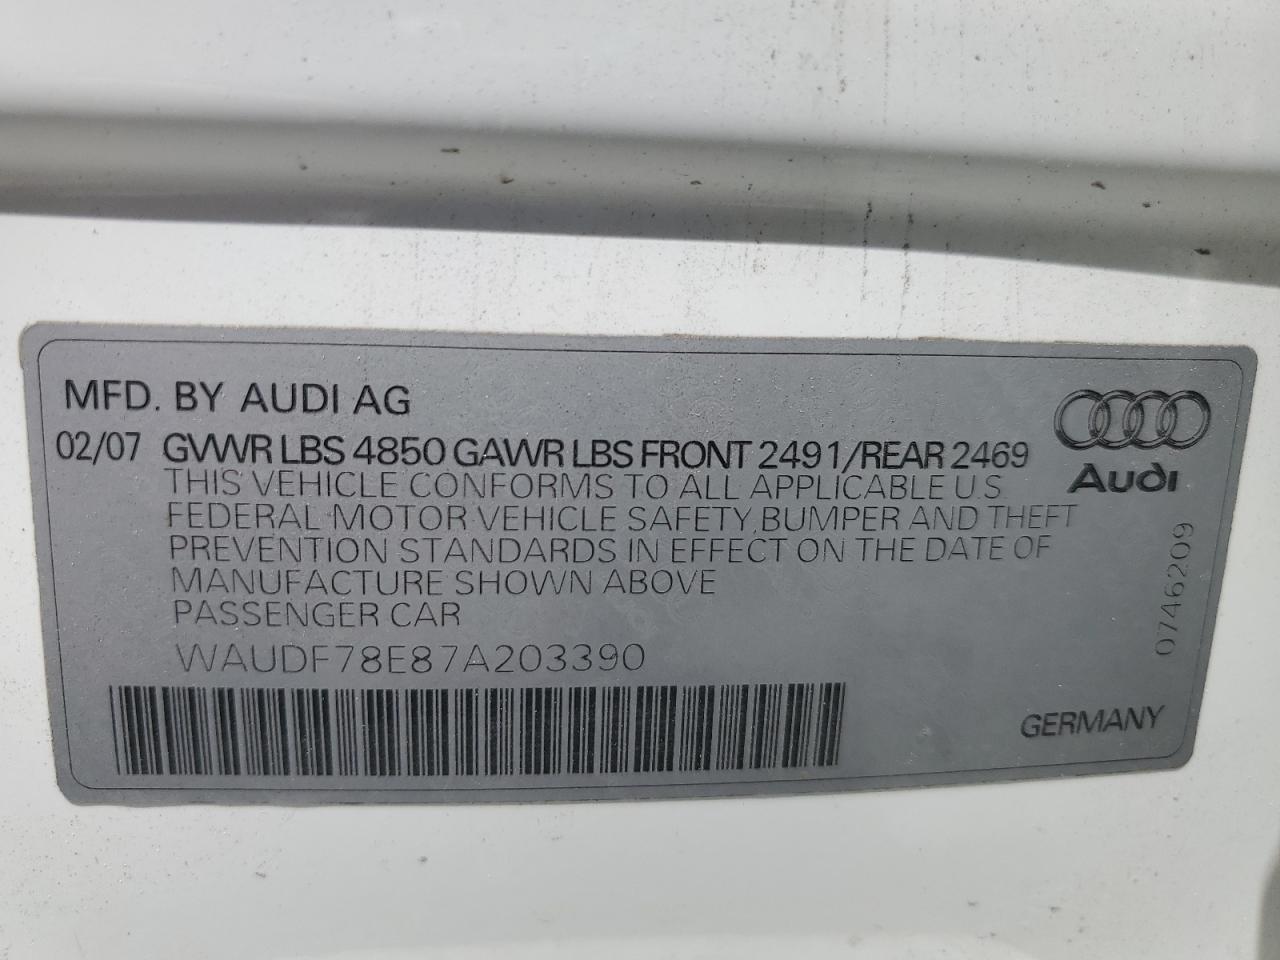 MFD. BY AUDI AG
02/07 GVWR LBS 4850 GAWR LBS FRONT 2491/REAR 2469
THIS VEHICLE CONFORMS TO ALL APPLICABLE U.S
FEDERAL MOTOR VEHICLE SAFETY, BUMPER AND THEFT
PREVENTION STANDARDS IN EFFECT ON THE DATE OF
MANUFACTURE SHOWN ABOVE
PASSENGER CAR
WAUDF78E87A203390
Audi
0746209
GERMANY